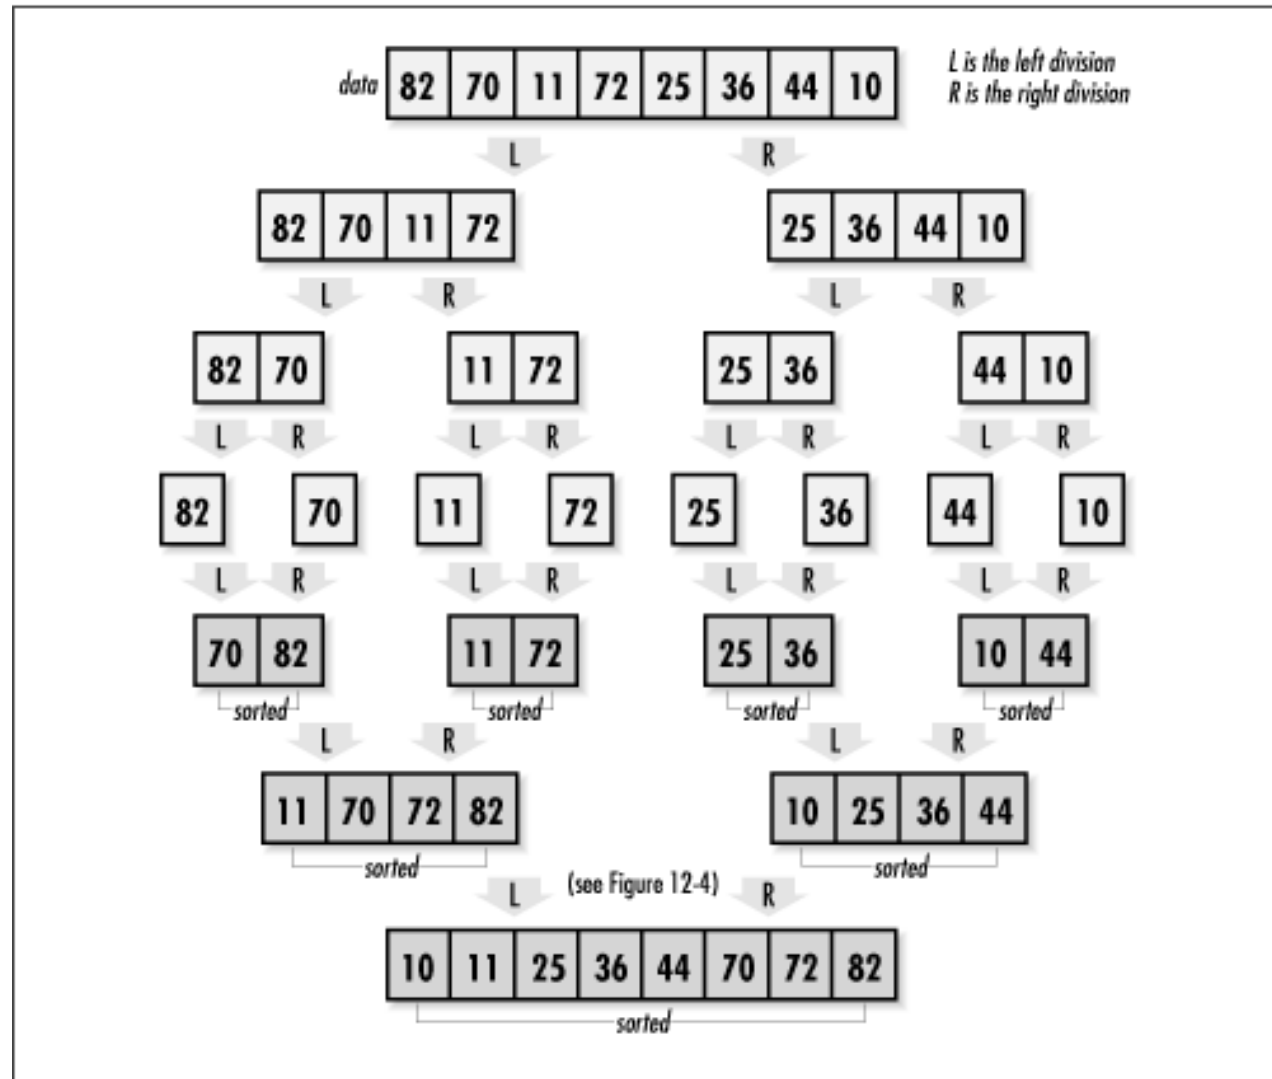 data 82 70 11 72 25 36 44 10
L is the left division
R is the right division
L R
82 70 11 72 25 36 44 10
L R L R
82 70 11 72 25 36 44 10
L R L R L R L R
82 70 11 72 25 36 44 10
L R L R L R L R
70 82 11 72 25 36 10 44
sorted sorted sorted sorted
L R L R
11 70 72 82 10 25 36 44
sorted sorted
L (see Figure 12-4) R
10 11 25 36 44 70 72 82
sorted